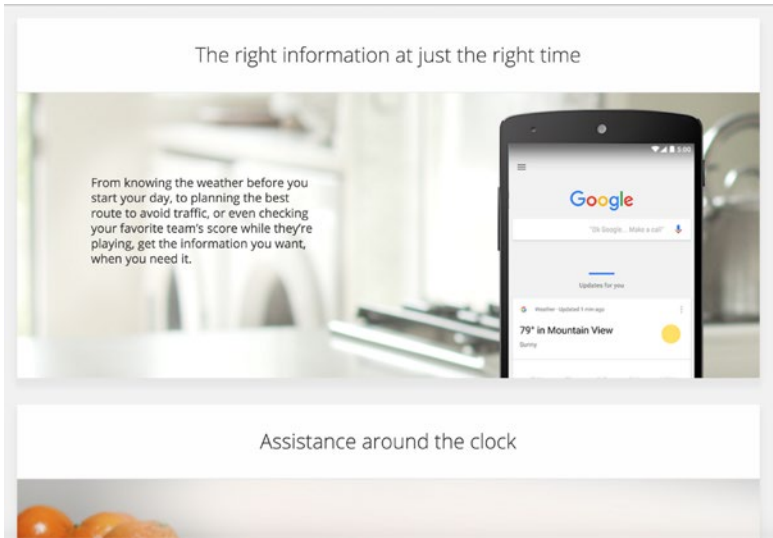 The right information at just the right time
From knowing the weather before you
start your day, to planning the best
route to avoid traffic, or even checking
your favorite team's score while they're
playing, get the information you want,
when you need it.
5:00
Google
"Ok Google... Make a call"
Updates for you
G Weather · Updated 1 min ago
79° in Mountain View
Sunny
Assistance around the clock